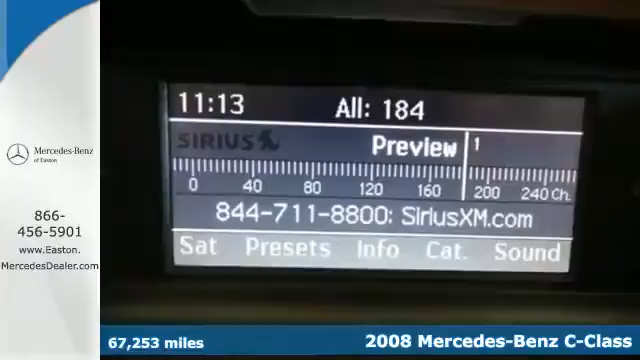 Mercedes-Benz
of Easton
866-
456-5901
www.Easton.
MercedesDealer.com
11:13 All: 184
SIRIUS
Preview 1
0 40 80 120 160 200 240 Ch.
844-711-8800: SiriusXM.com
Sat Presets Info Cat. Sound
67,253 miles
2008 Mercedes-Benz C-Class